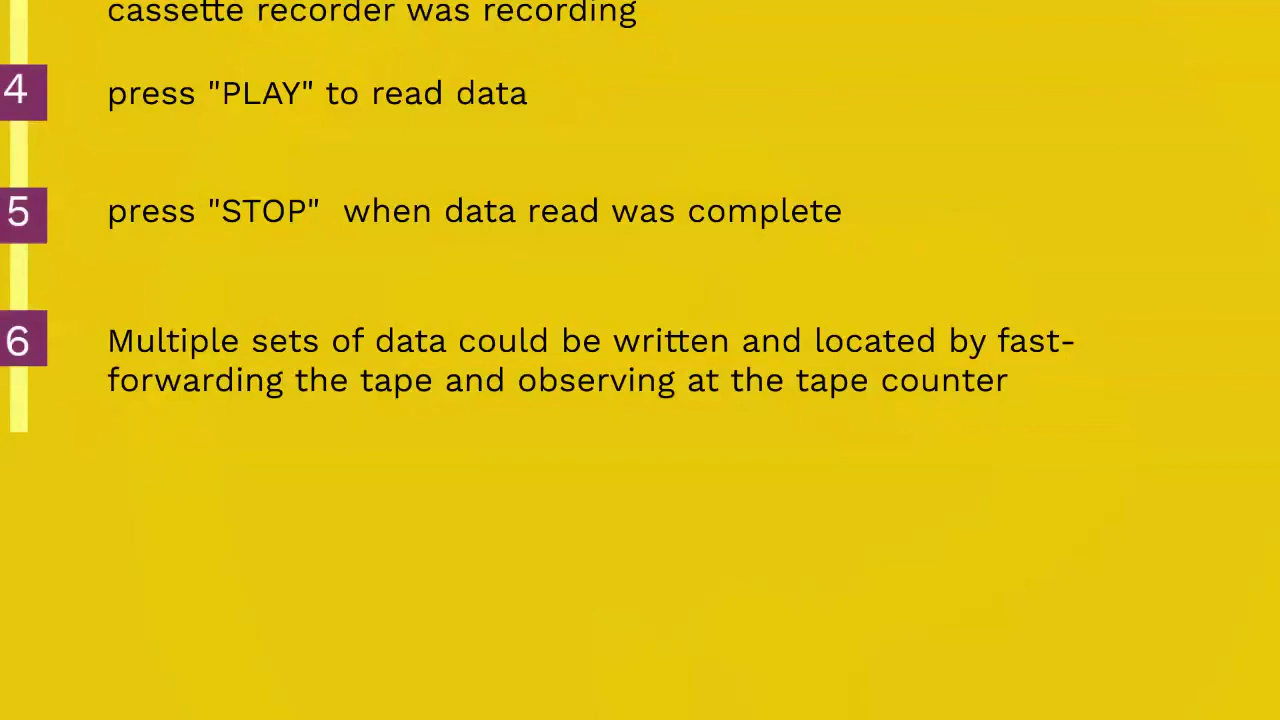 cassette recorder was recording
4 press "PLAY" to read data
5 press "STOP"  when data read was complete
6 Multiple sets of data could be written and located by fast-
forwarding the tape and observing at the tape counter